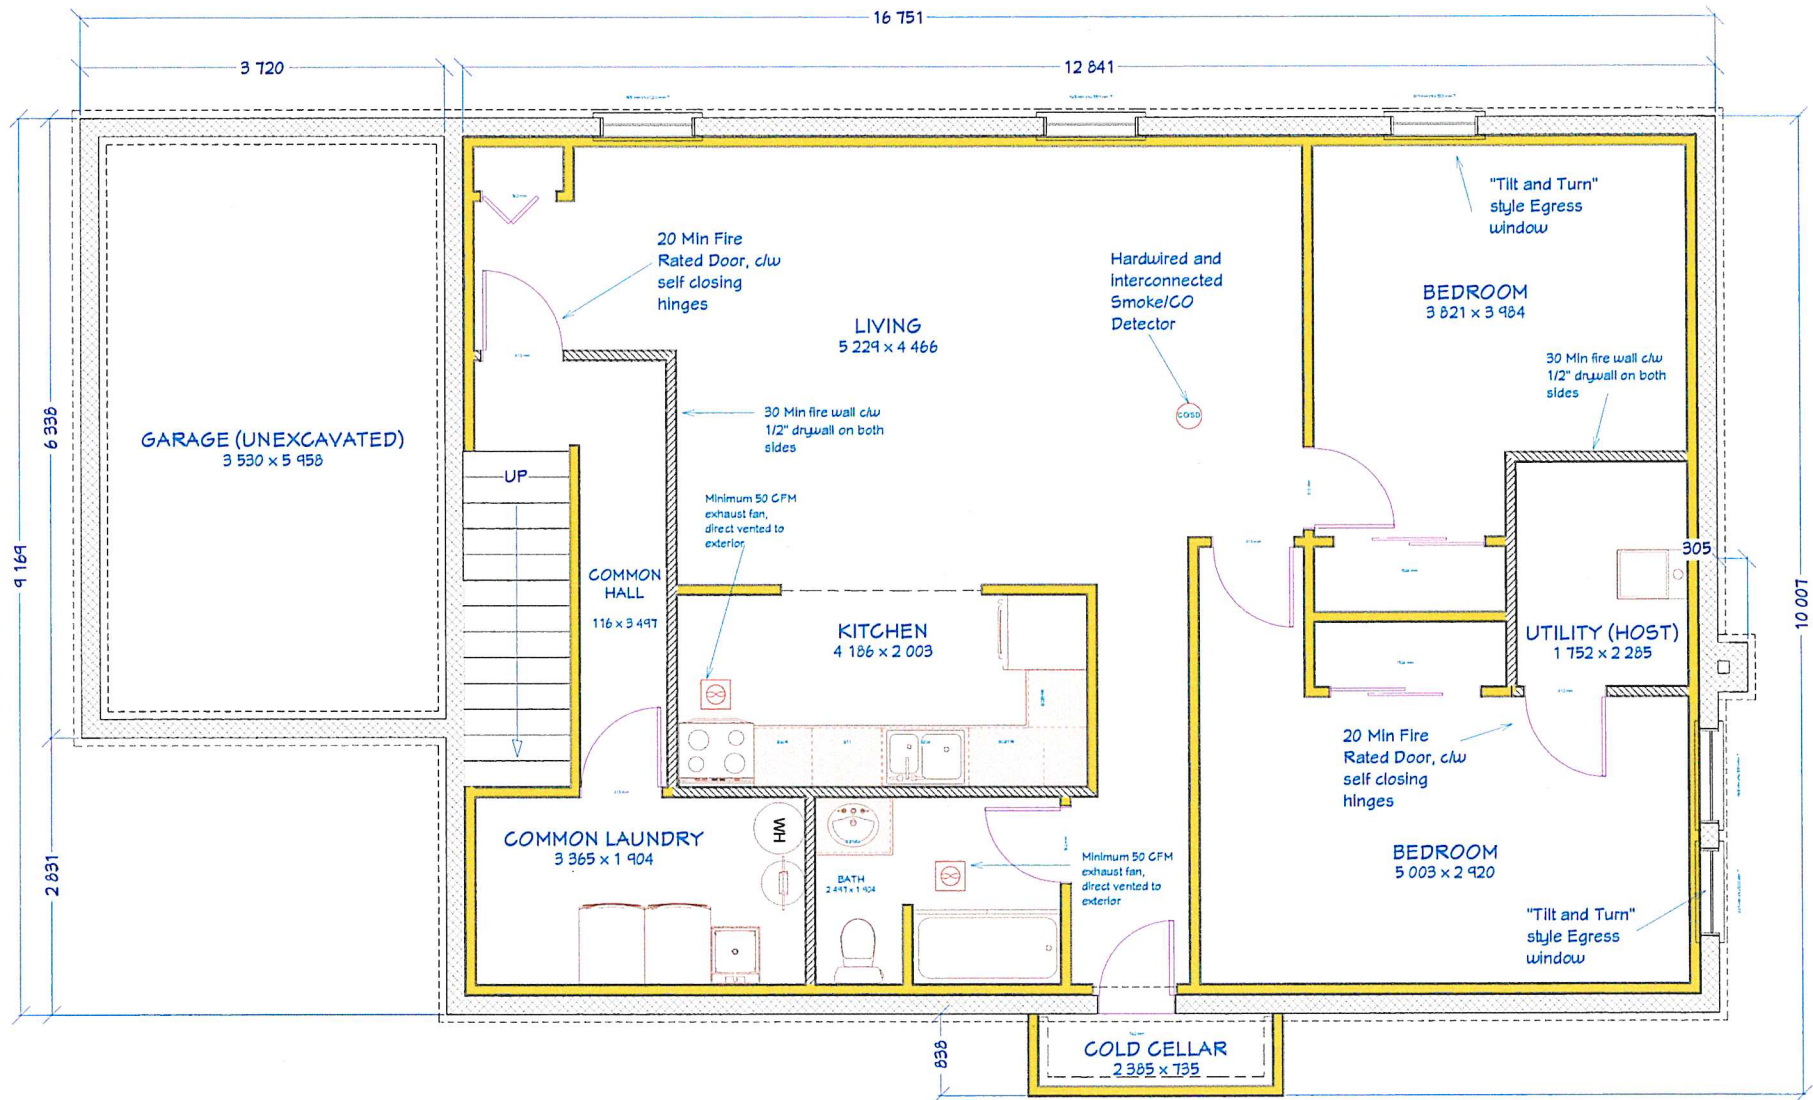 16 751
3 720
12 841
"Tilt and Turn"
style Egress
window
20 Min Fire
Rated Door, c/w
self closing
hinges
Hardwired and
interconnected
Smoke/CO
Detector
BEDROOM
3 821 x 3 984
LIVING
5 229 x 4 466
30 Min fire wall c/w
1/2" drywall on both
sides
CO/SD
30 Min fire wall c/w
1/2" drywall on both
sides
GARAGE (UNEXCAVATED)
3 530 x 5 958
6 338
UP
Minimum 50 CFM
exhaust fan,
direct vented to
exterior
9 169
305
10 007
COMMON
HALL
116 x 3 497
KITCHEN
4 186 x 2 003
UTILITY (HOST)
1 752 x 2 285
20 Min Fire
Rated Door, c/w
self closing
hinges
COMMON LAUNDRY
3 365 x 1 904
WH
2 831
BATH
2 497 x 1 904
Minimum 50 CFM
exhaust fan,
direct vented to
exterior
BEDROOM
5 003 x 2 920
"Tilt and Turn"
style Egress
window
838
COLD CELLAR
2 385 x 735